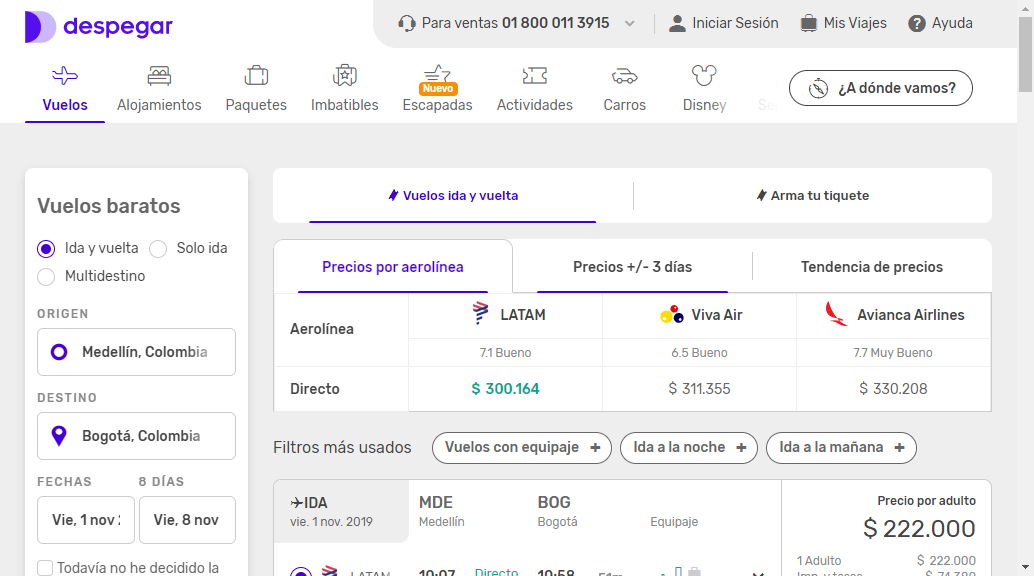 despegar
Para ventas 01 800 011 3915
Iniciar Sesión
Mis Viajes
Ayuda
Nuevo
Vuelos
Alojamientos
Paquetes
Imbatibles
Escapadas
Actividades
Carros
Disney
¿A dónde vamos?
Vuelos baratos
Ida y vuelta
Solo ida
Multidestino
ORIGEN
Medellín, Colombia
DESTINO
Bogotá, Colombia
FECHAS
8 DÍAS
Vie, 1 nov
Vie, 8 nov
Todavía no he decidido la
Vuelos ida y vuelta
Arma tu tiquete
Precios por aerolínea
Precios +/- 3 días
Tendencia de precios
Aerolínea
LATAM
Viva Air
Avianca Airlines
7.1 Bueno
6.5 Bueno
7.7 Muy Bueno
Directo
$ 300.164
$ 311.355
$ 330.208
Filtros más usados
Vuelos con equipaje +
Ida a la noche +
Ida a la mañana +
IDA
vie. 1 nov. 2019
MDE
Medellín
BOG
Bogotá
Equipaje
LATAM
10:07
Directo
10:58
51m
Precio por adulto
$ 222.000
1 Adulto
$ 222.000
Imp. y tasas